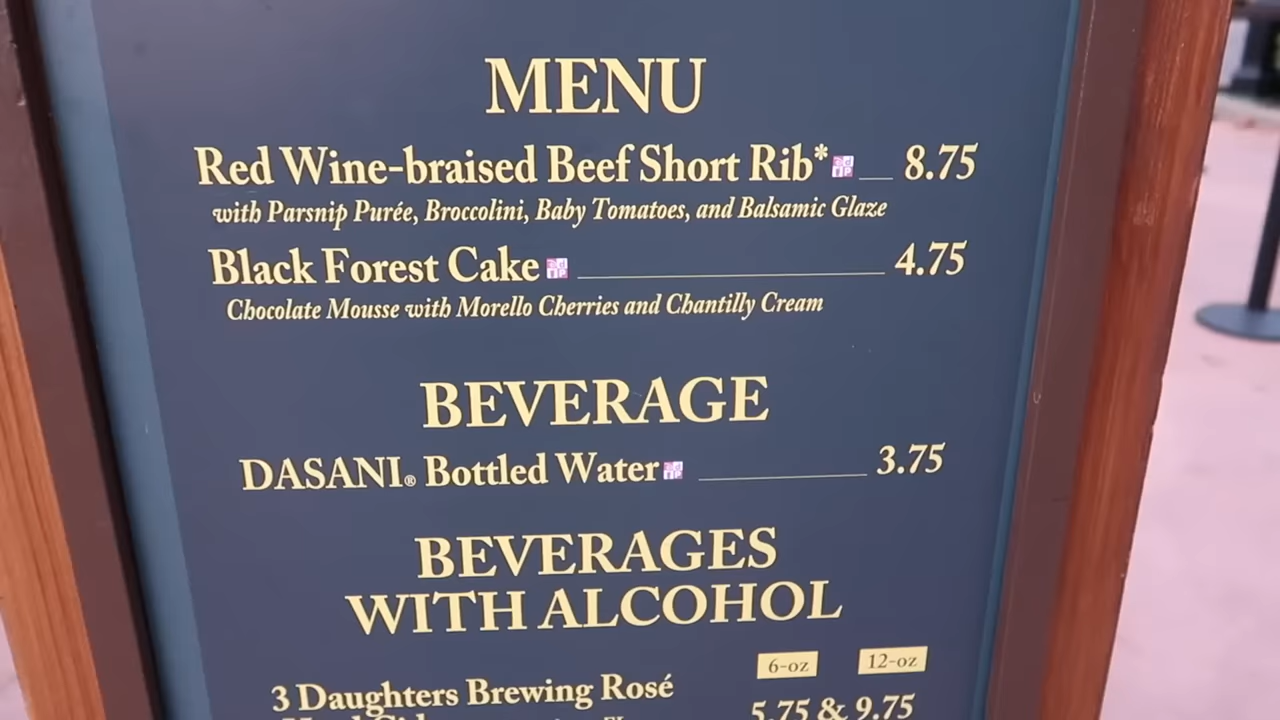 MENU
Red Wine-braised Beef Short Rib* 8.75
with Parsnip Purée, Broccolini, Baby Tomatoes, and Balsamic Glaze
Black Forest Cake 4.75
Chocolate Mousse with Morello Cherries and Chantilly Cream
BEVERAGE
DASANI® Bottled Water 3.75
BEVERAGES
WITH ALCOHOL
6-oz 12-oz
3 Daughters Brewing Rosé
5.75 & 9.75